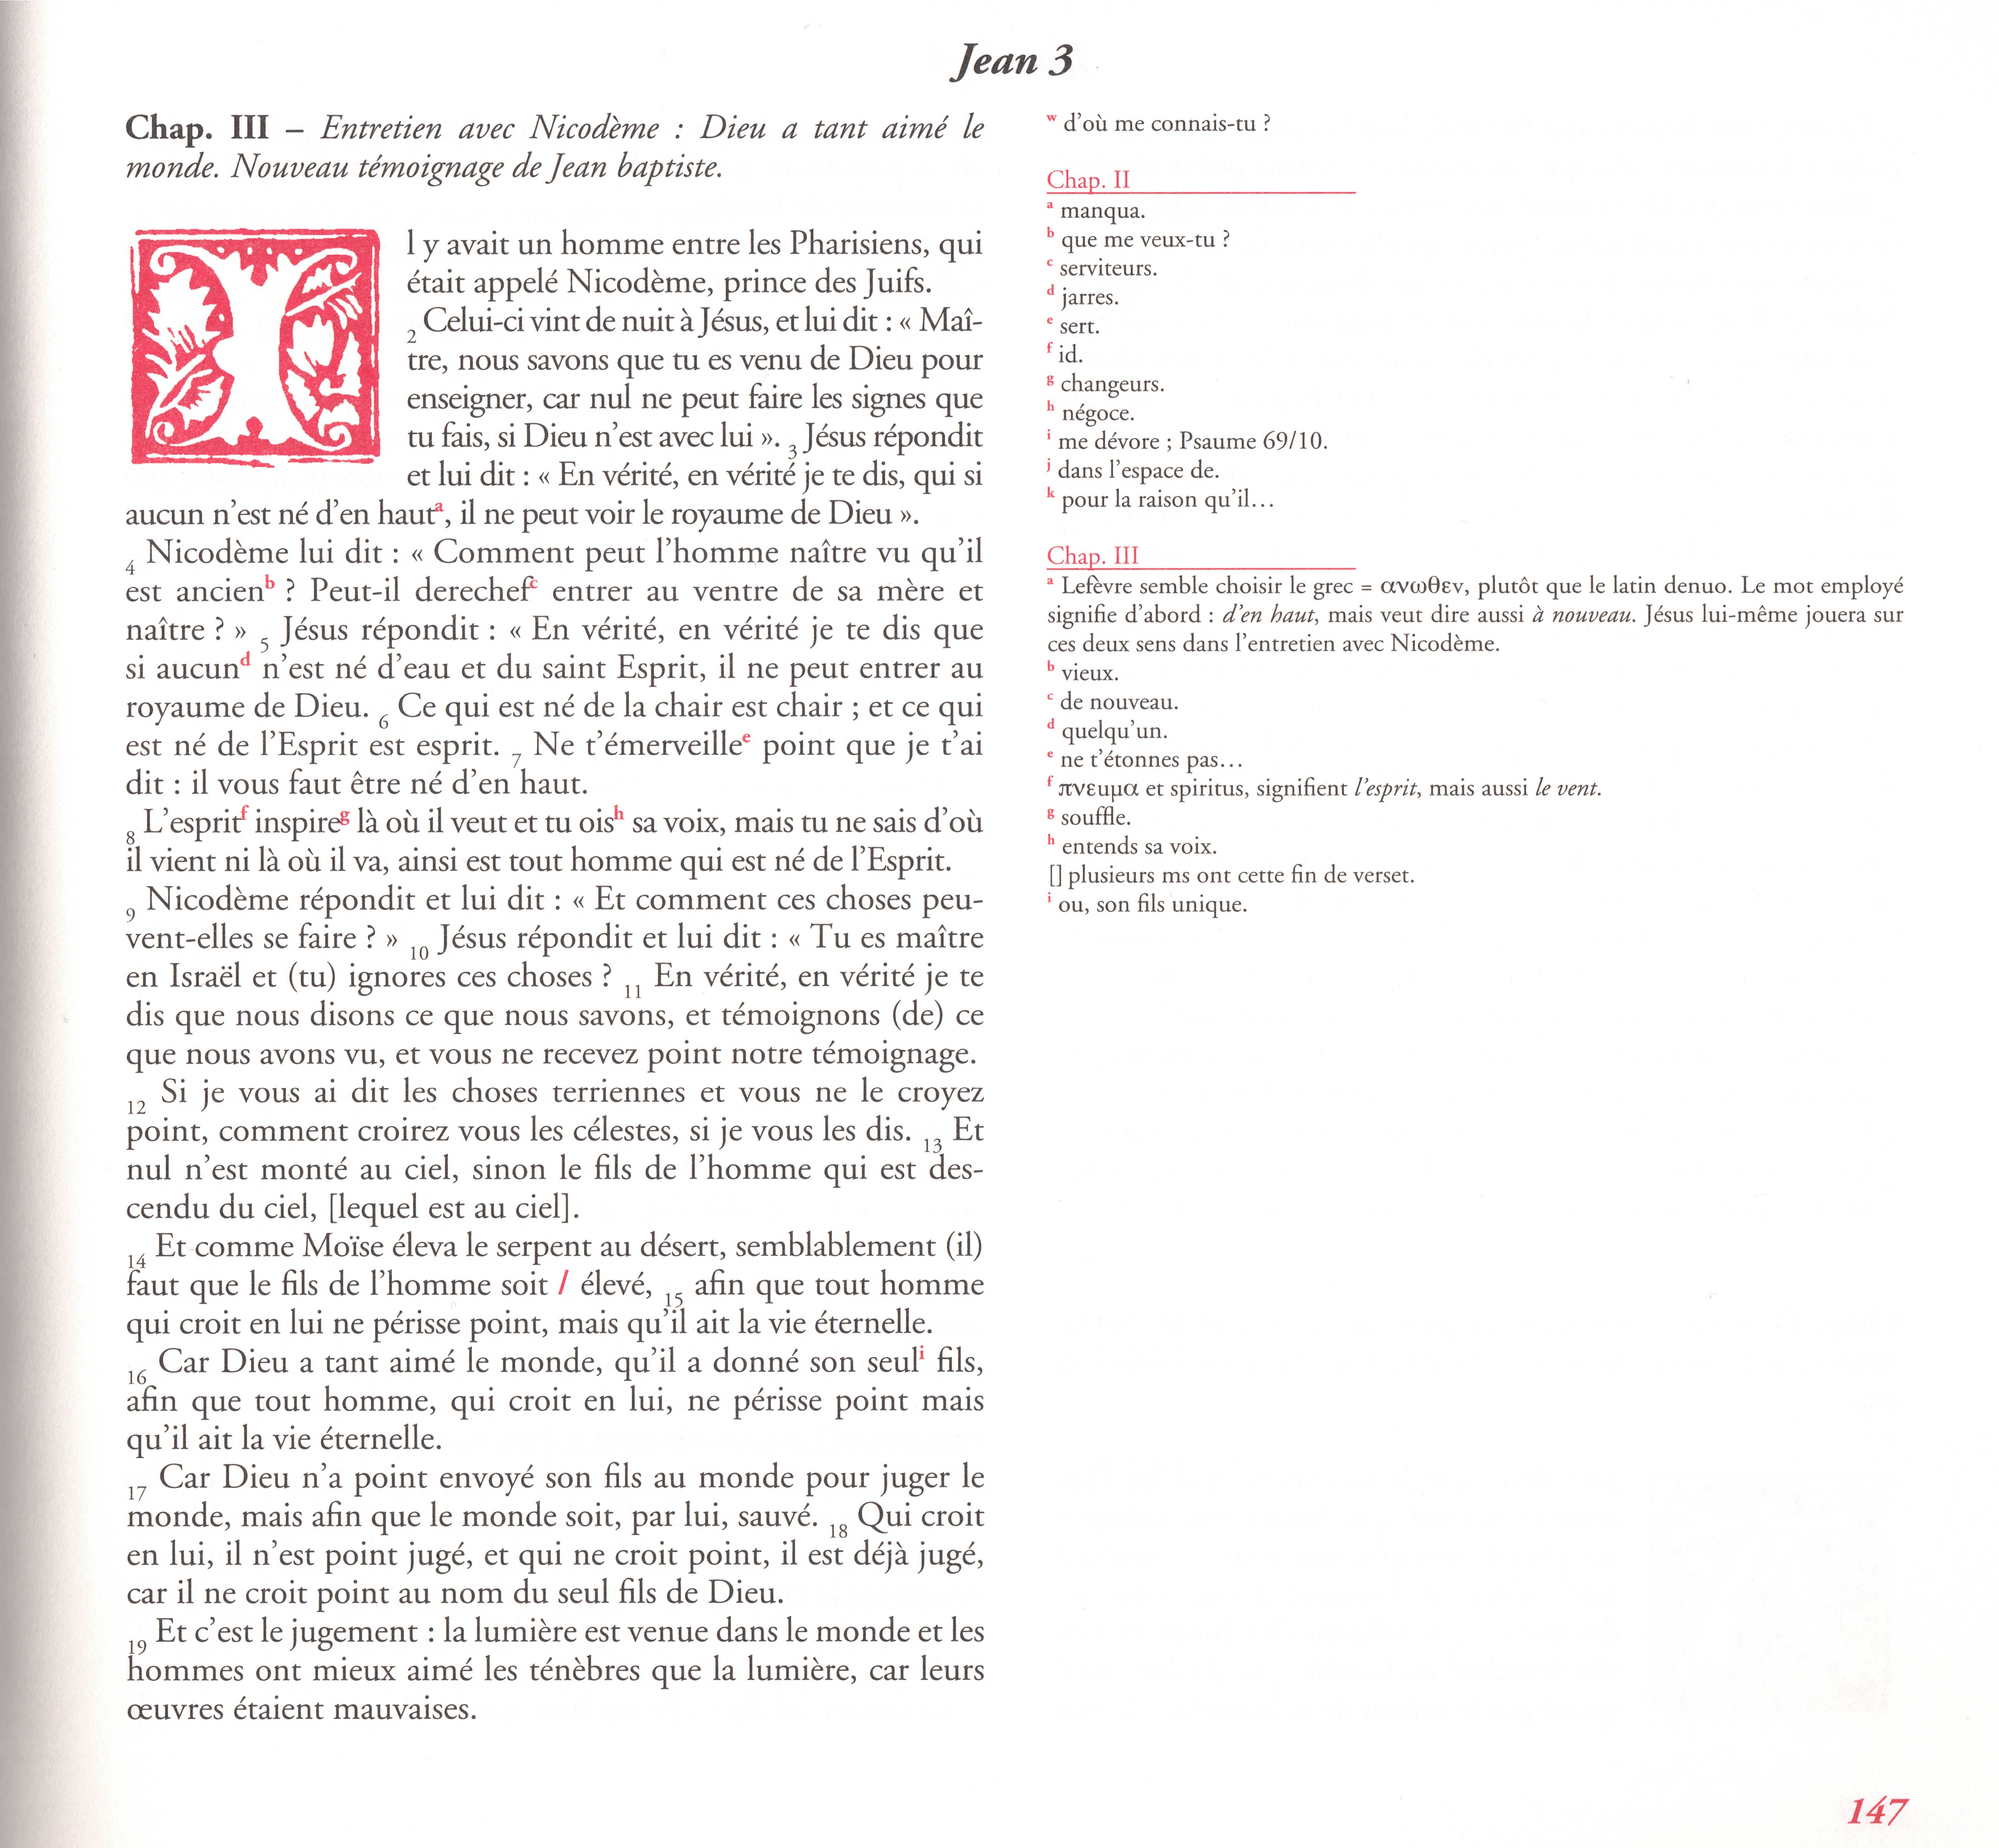 Jean 3
Chap. III – Entretien avec Nicodème : Dieu a tant aimé le
monde. Nouveau témoignage de Jean baptiste.
Il y avait un homme entre les Pharisiens, qui
était appelé Nicodème, prince des Juifs.
2 Celui-ci vint de nuit à Jésus, et lui dit : « Maî-
tre, nous savons que tu es venu de Dieu pour
enseigner, car nul ne peut faire les signes que
tu fais, si Dieu n’est avec lui ». 3 Jésus répondit
et lui dit : « En vérité, en vérité je te dis, qui si
aucun n’est né d’en haut a, il ne peut voir le royaume de Dieu ».
4 Nicodème lui dit : « Comment peut l’homme naître vu qu’il
est ancien b ? Peut-il derechef c entrer au ventre de sa mère et
naître ? » 5 Jésus répondit : « En vérité, en vérité je te dis que
si aucun d n’est né d’eau et du saint Esprit, il ne peut entrer au
royaume de Dieu. 6 Ce qui est né de la chair est chair ; et ce qui
est né de l’Esprit est esprit. 7 Ne t’émerveille e point que je t’ai
dit : il vous faut être né d’en haut.
8 L’esprit f inspire g là où il veut et tu ois h sa voix, mais tu ne sais d’où
il vient ni là où il va, ainsi est tout homme qui est né de l’Esprit.
9 Nicodème répondit et lui dit : « Et comment ces choses peu-
vent-elles se faire ? » 10 Jésus répondit et lui dit : « Tu es maître
en Israël et (tu) ignores ces choses ? 11 En vérité, en vérité je te
dis que nous disons ce que nous savons, et témoignons (de) ce
que nous avons vu, et vous ne recevez point notre témoignage.
12 Si je vous ai dit les choses terriennes et vous ne le croyez
point, comment croirez vous les célestes, si je vous les dis. 13 Et
nul n’est monté au ciel, sinon le fils de l’homme qui est des-
cendu du ciel, [lequel est au ciel].
14 Et comme Moïse éleva le serpent au désert, semblablement (il)
faut que le fils de l’homme soit / élevé, 15 afin que tout homme
qui croit en lui ne périsse point, mais qu’il ait la vie éternelle.
16 Car Dieu a tant aimé le monde, qu’il a donné son seul i fils,
afin que tout homme, qui croit en lui, ne périsse point mais
qu’il ait la vie éternelle.
17 Car Dieu n’a point envoyé son fils au monde pour juger le
monde, mais afin que le monde soit, par lui, sauvé. 18 Qui croit
en lui, il n’est point jugé, et qui ne croit point, il est déjà jugé,
car il ne croit point au nom du seul fils de Dieu.
19 Et c’est le jugement : la lumière est venue dans le monde et les
hommes ont mieux aimé les ténèbres que la lumière, car leurs
œuvres étaient mauvaises.
w d’où me connais-tu ?
Chap. II
a manqua.
b que me veux-tu ?
c serviteurs.
d jarres.
e sert.
f id.
g changeurs.
h négoce.
i me dévore ; Psaume 69/10.
j dans l’espace de.
k pour la raison qu’il…
Chap. III
a Lefèvre semble choisir le grec = ανωθεν, plutôt que le latin denuo. Le mot employé
signifie d’abord : d’en haut, mais veut dire aussi à nouveau. Jésus lui-même jouera sur
ces deux sens dans l’entretien avec Nicodème.
b vieux.
c de nouveau.
d quelqu’un.
e ne t’étonnes pas…
f πνευμα et spiritus, signifient l’esprit, mais aussi le vent.
g souffle.
h entends sa voix.
[] plusieurs ms ont cette fin de verset.
i ou, son fils unique.
147